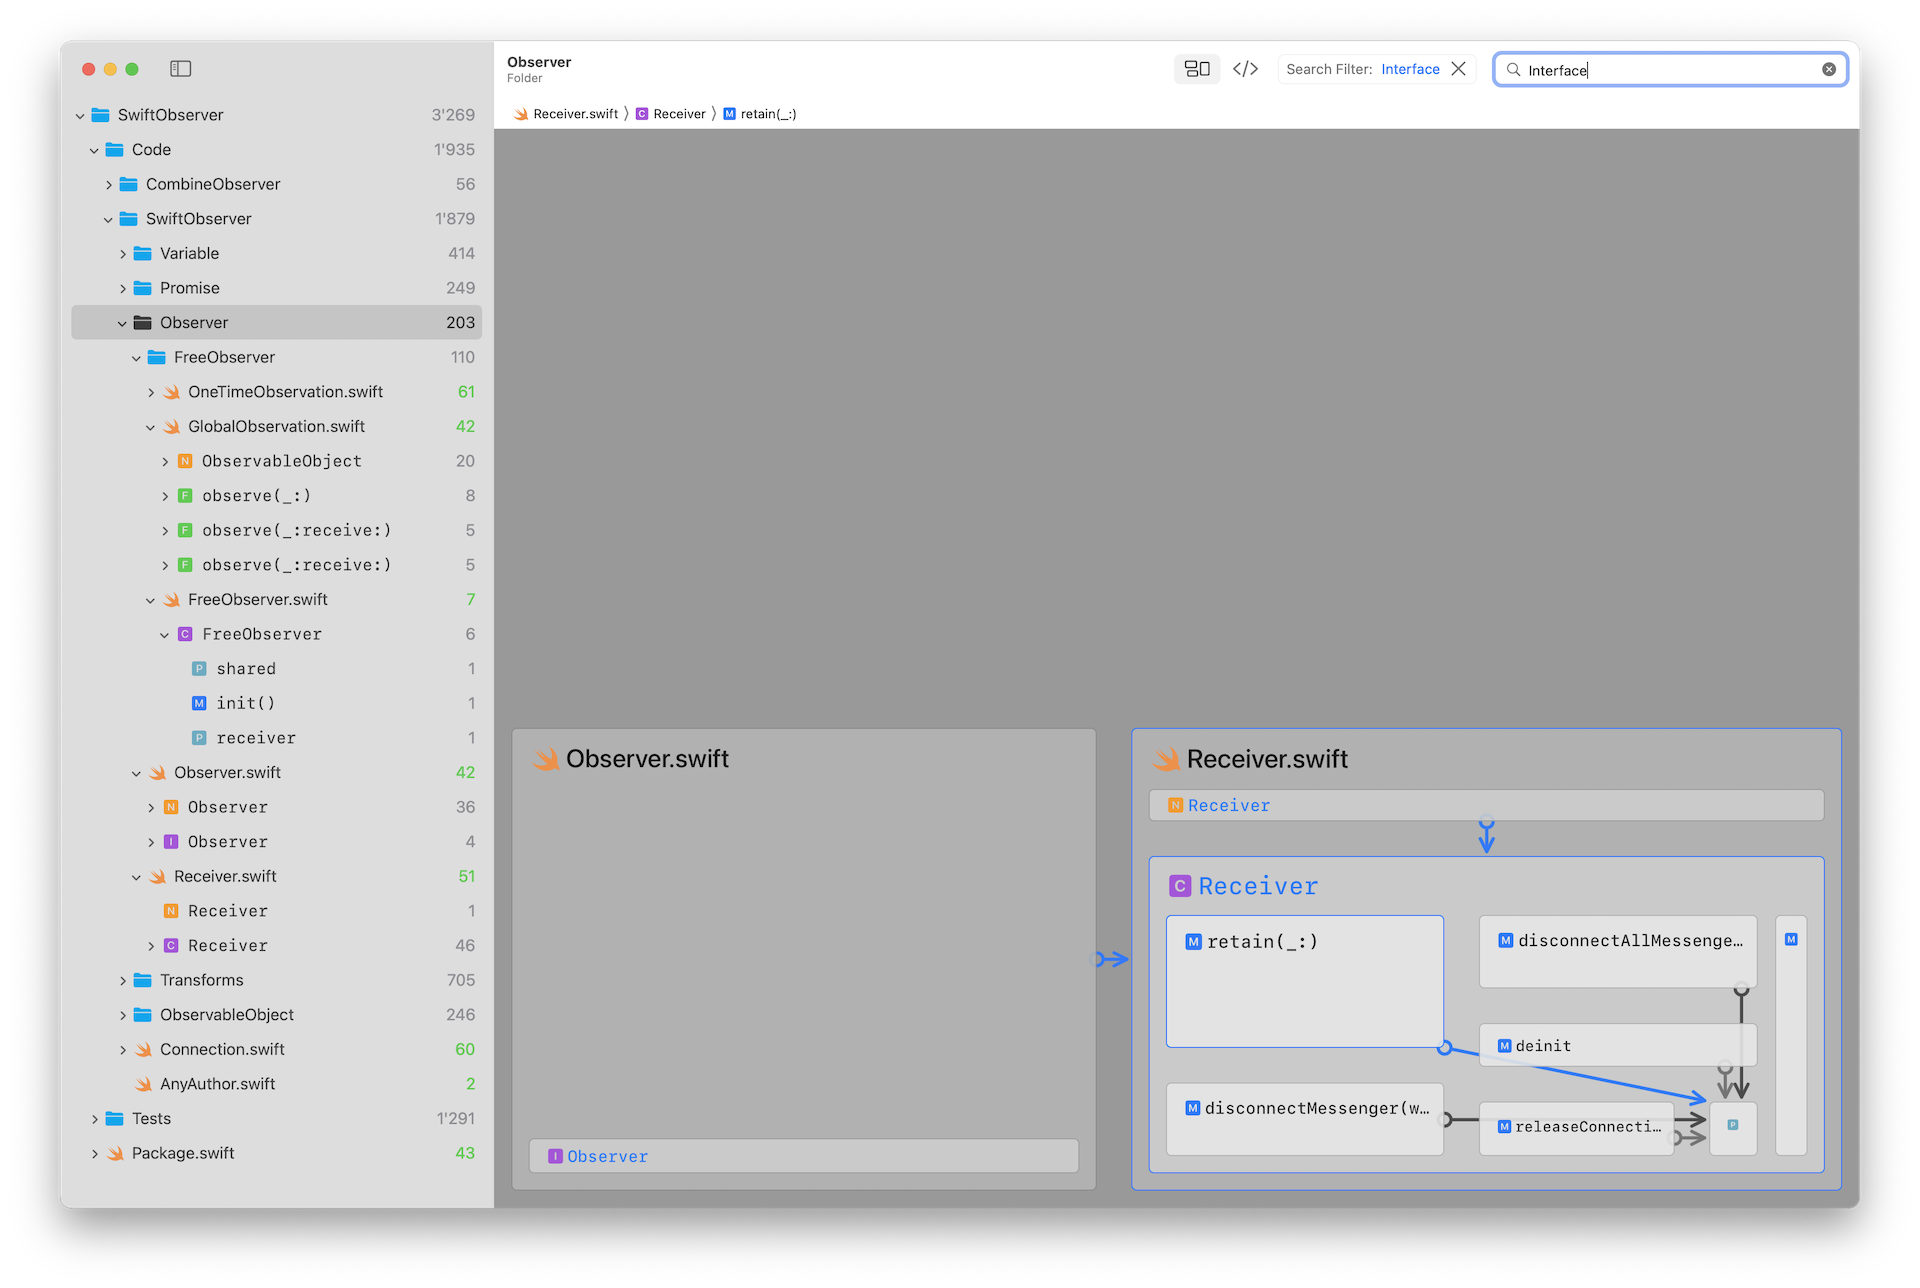 SwiftObserver 3'269
Code 1'935
CombineObserver 56
SwiftObserver 1'879
Variable 414
Promise 249
Observer 203
FreeObserver 110
OneTimeObservation.swift 61
GlobalObservation.swift 42
N ObservableObject 20
F observe(_:) 8
F observe(_:receive:) 5
F observe(_:receive:) 5
FreeObserver.swift 7
C FreeObserver 6
P shared 1
M init() 1
P receiver 1
Observer.swift 42
N Observer 36
I Observer 4
Receiver.swift 51
N Receiver 1
C Receiver 46
Transforms 705
ObservableObject 246
Connection.swift 60
AnyAuthor.swift 2
Tests 1'291
Package.swift 43
Observer
Folder
</>
Search Filter: Interface
Interface
Receiver.swift ⟩ C Receiver ⟩ M retain(_:)
Observer.swift
I Observer
Receiver.swift
N Receiver
C Receiver
M retain(_:)
M disconnectAllMessenge…
M
M deinit
M disconnectMessenger(w…
M releaseConnecti…
P